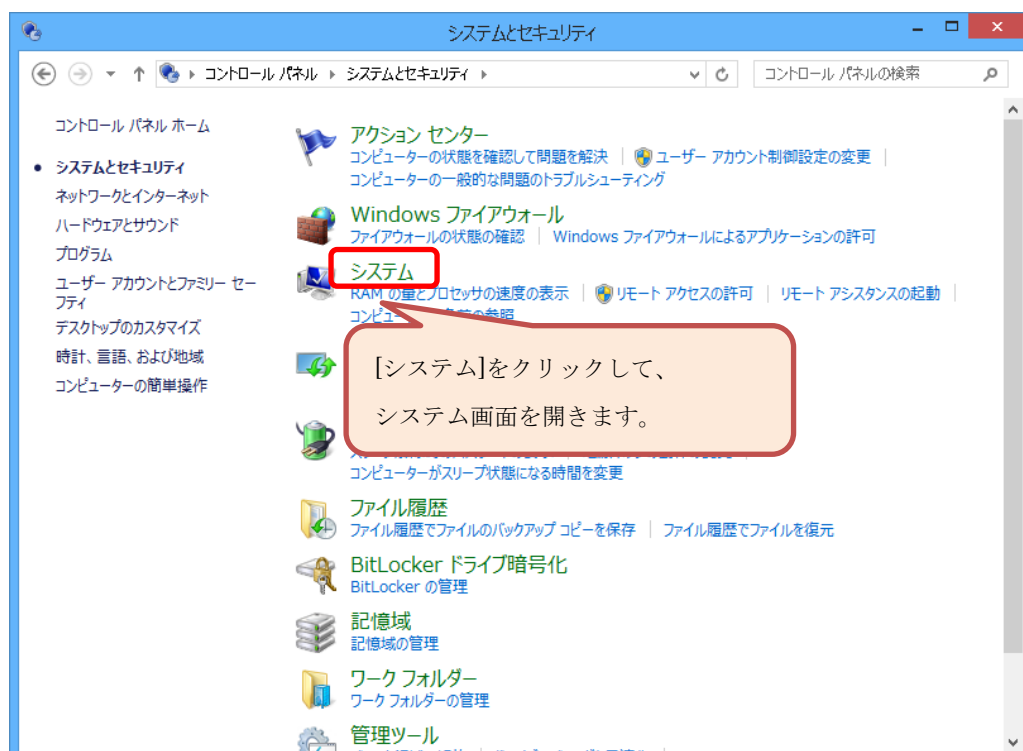 システムとセキュリティ
コントロール パネル ▸ システムとセキュリティ ▸
コントロール パネルの検索
コントロール パネル ホーム
システムとセキュリティ
ネットワークとインターネット
ハードウェアとサウンド
プログラム
ユーザー アカウントとファミリー セー
フティ
デスクトップのカスタマイズ
時計、言語、および地域
コンピューターの簡単操作
アクション センター
コンピューターの状態を確認して問題を解決 ユーザー アカウント制御設定の変更
コンピューターの一般的な問題のトラブルシューティング
Windows ファイアウォール
ファイアウォールの状態の確認 Windows ファイアウォールによるアプリケーションの許可
システム
RAM の量とプロセッサの速度の表示 リモート アクセスの許可 リモート アシスタンスの起動
の参照
[システム]をクリックして、
システム画面を開きます。
コンピューターがスリープ状態になる時間を変更
ファイル履歴
ファイル履歴でファイルのバックアップ コピーを保存 ファイル履歴でファイルを復元
BitLocker ドライブ暗号化
BitLocker の管理
記憶域
記憶域の管理
ワーク フォルダー
ワーク フォルダーの管理
管理ツール